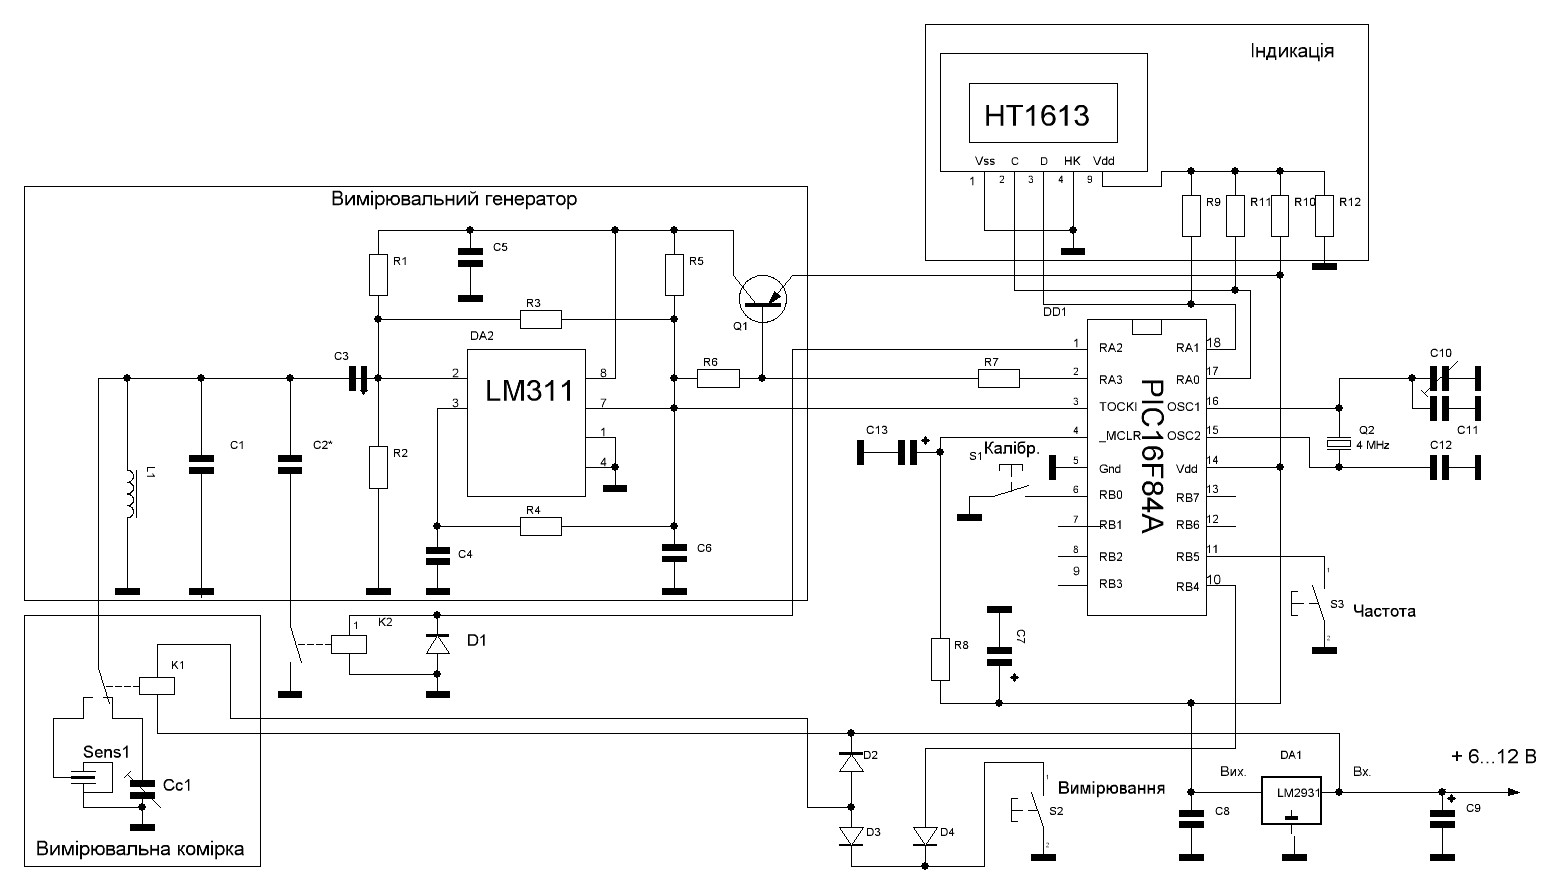 Індикація
HT1613
Vss C D HK Vdd
1 2 3 4 9
R9 R11 R10 R12
Вимірювальний генератор
C5
R1
R5
R3
Q1
DD1
DA2
C3
2
LM311
8
R6
R7
3
7
1
4
C1
C2*
R2
L1
R4
C4
C6
PIC16F84A
1 RA2 RA1 18
2 RA3 RA0 17
3 TOCKI OSC1 16
4 _MCLR OSC2 15
5 Gnd Vdd 14
6 RB0 RB7 13
7 RB1 RB6 12
8 RB2 RB5 11
9 RB3 RB4 10
C10
C11
Q2
4 MHz
C12
C13
Калібр.
S1
1
S3
2
Частота
R8
C7
1
K2
D1
K1
Sens1
Cc1
Вимірювальна комірка
D2
D3
D4
1
Вимірювання
S2
2
DA1
Вих.
Вх.
LM2931
+ 6...12 В
C8
C9